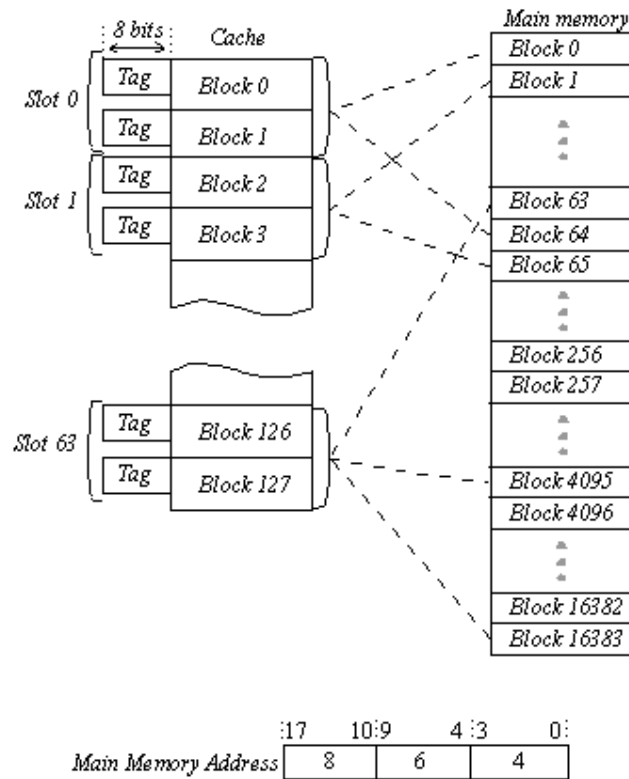 8 bits
Cache
Main memory
Slot 0
Tag
Block 0
Tag
Block 1
Slot 1
Tag
Block 2
Tag
Block 3
Slot 63
Tag
Block 126
Tag
Block 127
Block 0
Block 1
Block 63
Block 64
Block 65
Block 256
Block 257
Block 4095
Block 4096
Block 16382
Block 16383
17 10 9 4 3 0
Main Memory Address 8 6 4